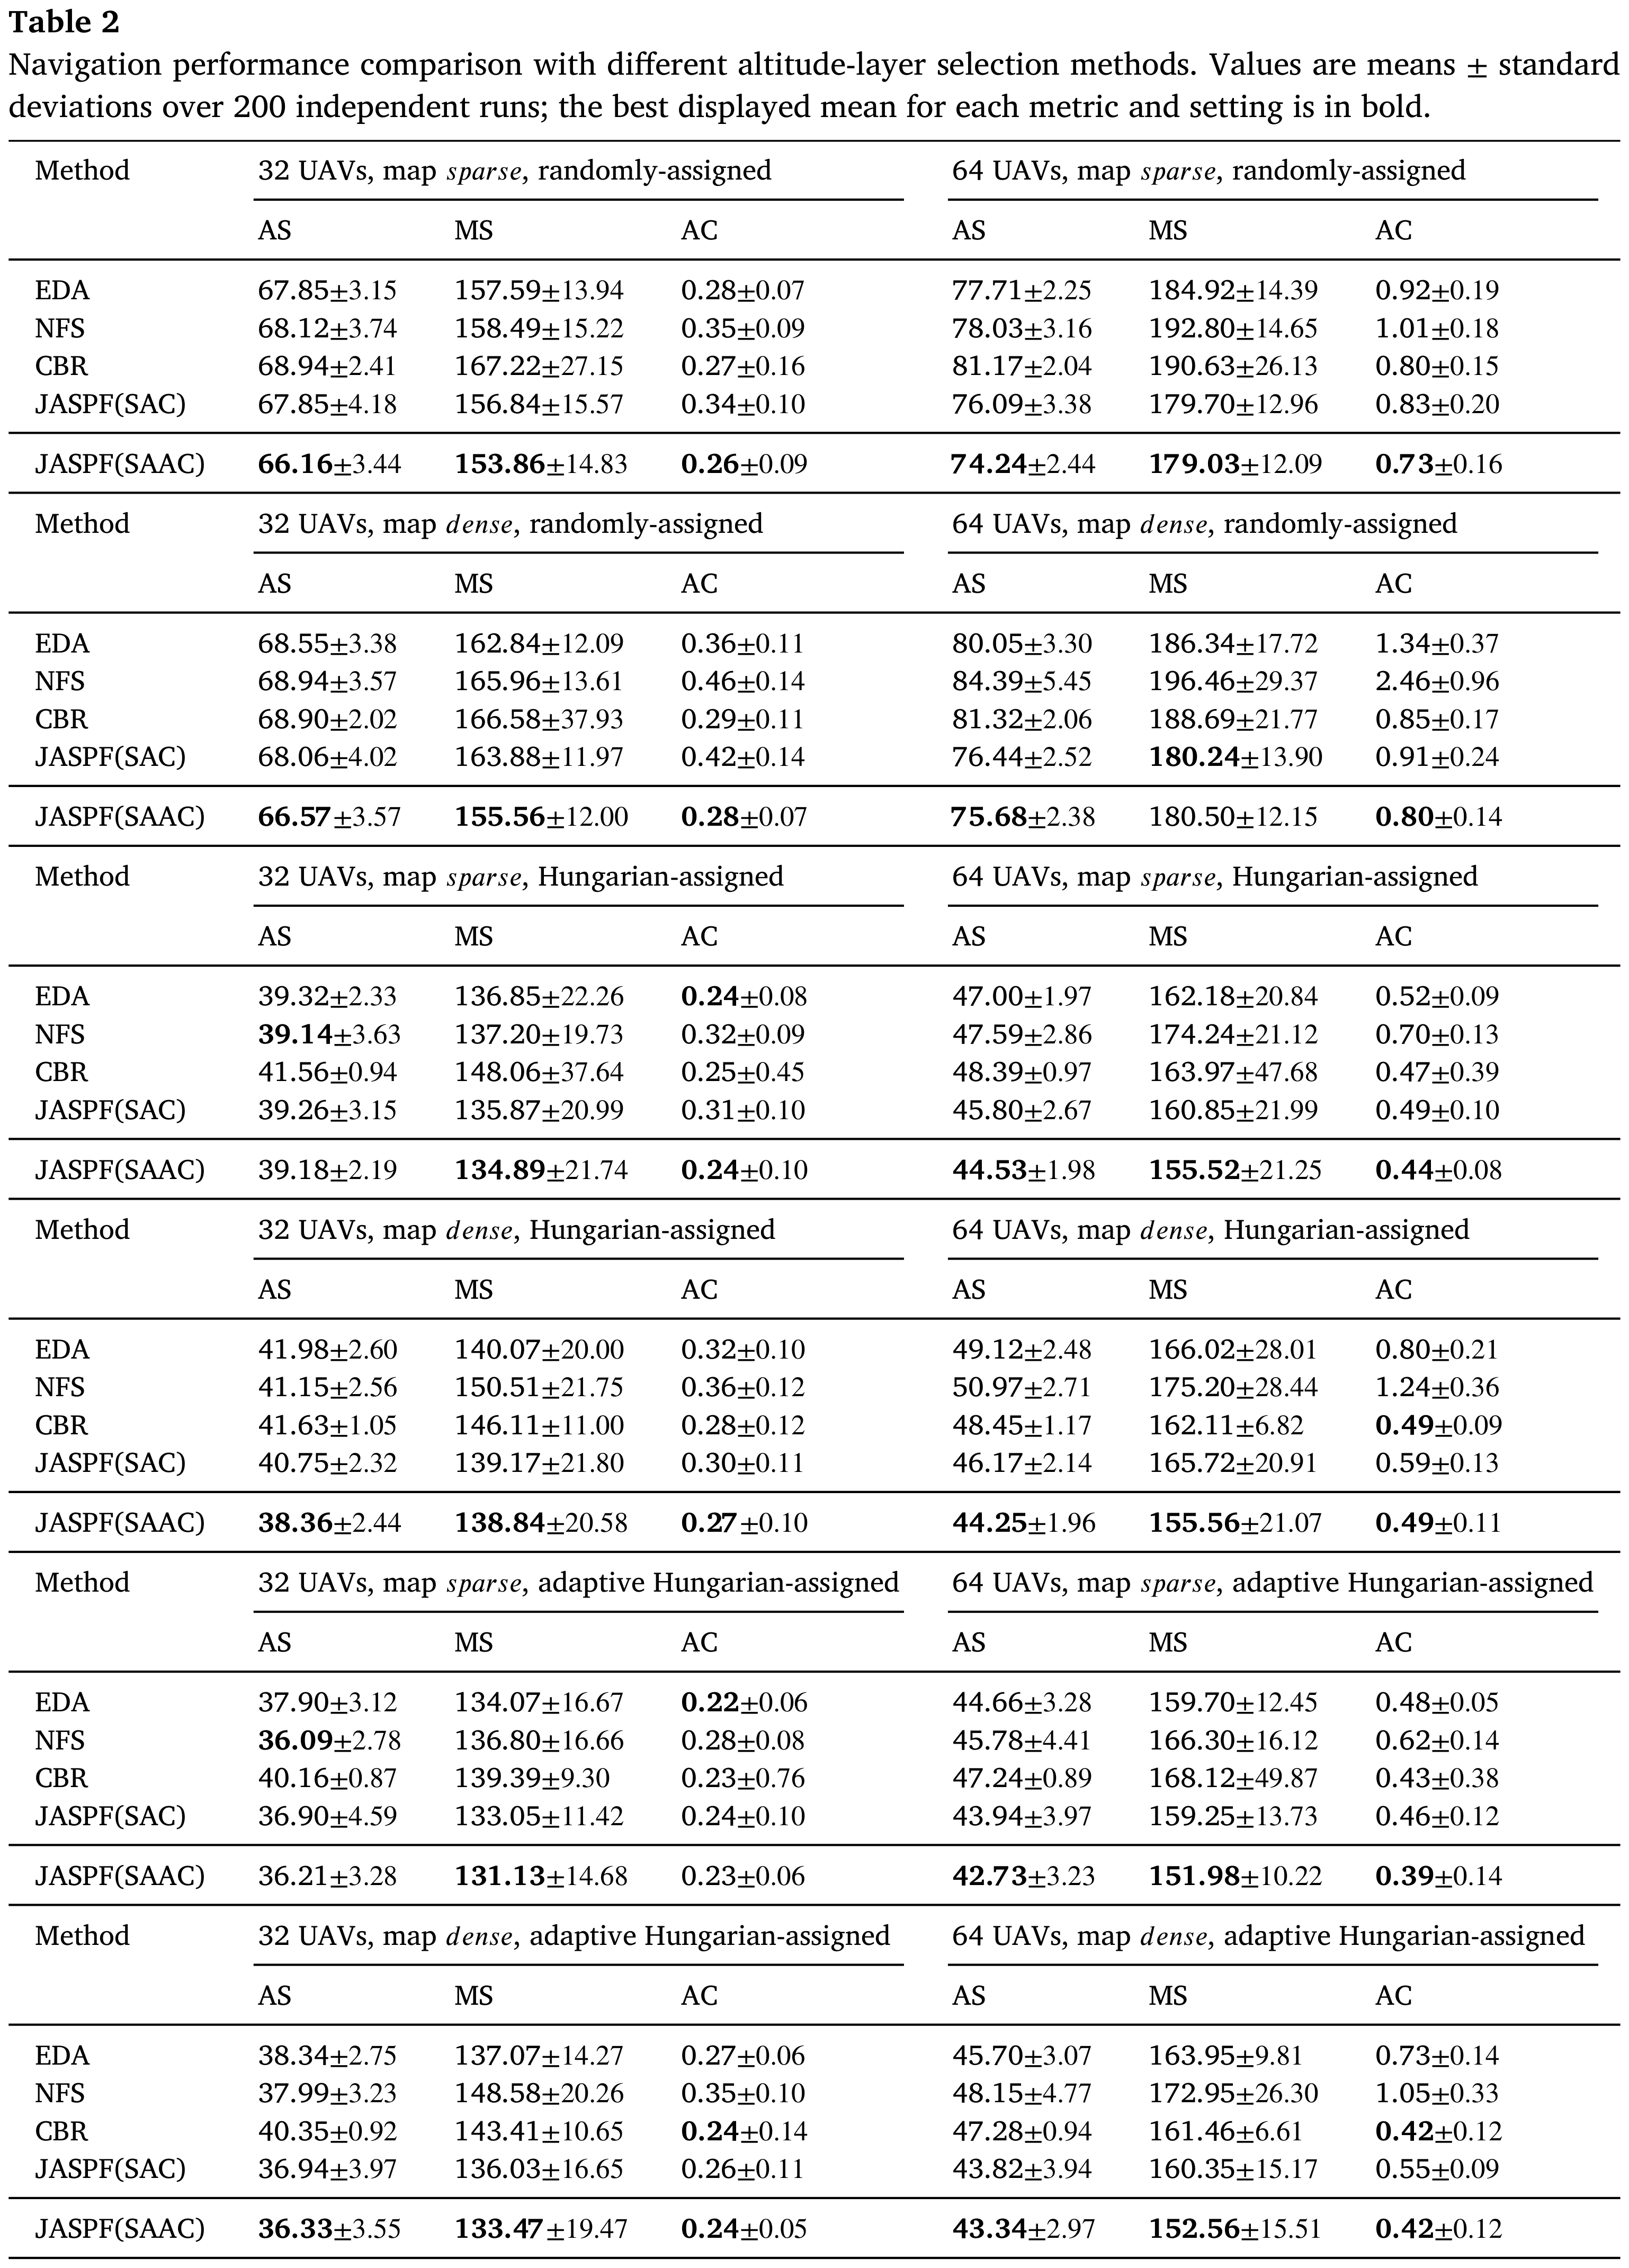 Table 2
Navigation performance comparison with different altitude-layer selection methods. Values are means ± standard
deviations over 200 independent runs; the best displayed mean for each metric and setting is in bold.
Method 32 UAVs, map sparse, randomly-assigned 64 UAVs, map sparse, randomly-assigned
AS MS AC AS MS AC
EDA 67.85±3.15 157.59±13.94 0.28±0.07 77.71±2.25 184.92±14.39 0.92±0.19
NFS 68.12±3.74 158.49±15.22 0.35±0.09 78.03±3.16 192.80±14.65 1.01±0.18
CBR 68.94±2.41 167.22±27.15 0.27±0.16 81.17±2.04 190.63±26.13 0.80±0.15
JASPF(SAC) 67.85±4.18 156.84±15.57 0.34±0.10 76.09±3.38 179.70±12.96 0.83±0.20
JASPF(SAAC) 66.16±3.44 153.86±14.83 0.26±0.09 74.24±2.44 179.03±12.09 0.73±0.16
Method 32 UAVs, map dense, randomly-assigned 64 UAVs, map dense, randomly-assigned
AS MS AC AS MS AC
EDA 68.55±3.38 162.84±12.09 0.36±0.11 80.05±3.30 186.34±17.72 1.34±0.37
NFS 68.94±3.57 165.96±13.61 0.46±0.14 84.39±5.45 196.46±29.37 2.46±0.96
CBR 68.90±2.02 166.58±37.93 0.29±0.11 81.32±2.06 188.69±21.77 0.85±0.17
JASPF(SAC) 68.06±4.02 163.88±11.97 0.42±0.14 76.44±2.52 180.24±13.90 0.91±0.24
JASPF(SAAC) 66.57±3.57 155.56±12.00 0.28±0.07 75.68±2.38 180.50±12.15 0.80±0.14
Method 32 UAVs, map sparse, Hungarian-assigned 64 UAVs, map sparse, Hungarian-assigned
AS MS AC AS MS AC
EDA 39.32±2.33 136.85±22.26 0.24±0.08 47.00±1.97 162.18±20.84 0.52±0.09
NFS 39.14±3.63 137.20±19.73 0.32±0.09 47.59±2.86 174.24±21.12 0.70±0.13
CBR 41.56±0.94 148.06±37.64 0.25±0.45 48.39±0.97 163.97±47.68 0.47±0.39
JASPF(SAC) 39.26±3.15 135.87±20.99 0.31±0.10 45.80±2.67 160.85±21.99 0.49±0.10
JASPF(SAAC) 39.18±2.19 134.89±21.74 0.24±0.10 44.53±1.98 155.52±21.25 0.44±0.08
Method 32 UAVs, map dense, Hungarian-assigned 64 UAVs, map dense, Hungarian-assigned
AS MS AC AS MS AC
EDA 41.98±2.60 140.07±20.00 0.32±0.10 49.12±2.48 166.02±28.01 0.80±0.21
NFS 41.15±2.56 150.51±21.75 0.36±0.12 50.97±2.71 175.20±28.44 1.24±0.36
CBR 41.63±1.05 146.11±11.00 0.28±0.12 48.45±1.17 162.11±6.82 0.49±0.09
JASPF(SAC) 40.75±2.32 139.17±21.80 0.30±0.11 46.17±2.14 165.72±20.91 0.59±0.13
JASPF(SAAC) 38.36±2.44 138.84±20.58 0.27±0.10 44.25±1.96 155.56±21.07 0.49±0.11
Method 32 UAVs, map sparse, adaptive Hungarian-assigned 64 UAVs, map sparse, adaptive Hungarian-assigned
AS MS AC AS MS AC
EDA 37.90±3.12 134.07±16.67 0.22±0.06 44.66±3.28 159.70±12.45 0.48±0.05
NFS 36.09±2.78 136.80±16.66 0.28±0.08 45.78±4.41 166.30±16.12 0.62±0.14
CBR 40.16±0.87 139.39±9.30 0.23±0.76 47.24±0.89 168.12±49.87 0.43±0.38
JASPF(SAC) 36.90±4.59 133.05±11.42 0.24±0.10 43.94±3.97 159.25±13.73 0.46±0.12
JASPF(SAAC) 36.21±3.28 131.13±14.68 0.23±0.06 42.73±3.23 151.98±10.22 0.39±0.14
Method 32 UAVs, map dense, adaptive Hungarian-assigned 64 UAVs, map dense, adaptive Hungarian-assigned
AS MS AC AS MS AC
EDA 38.34±2.75 137.07±14.27 0.27±0.06 45.70±3.07 163.95±9.81 0.73±0.14
NFS 37.99±3.23 148.58±20.26 0.35±0.10 48.15±4.77 172.95±26.30 1.05±0.33
CBR 40.35±0.92 143.41±10.65 0.24±0.14 47.28±0.94 161.46±6.61 0.42±0.12
JASPF(SAC) 36.94±3.97 136.03±16.65 0.26±0.11 43.82±3.94 160.35±15.17 0.55±0.09
JASPF(SAAC) 36.33±3.55 133.47±19.47 0.24±0.05 43.34±2.97 152.56±15.51 0.42±0.12